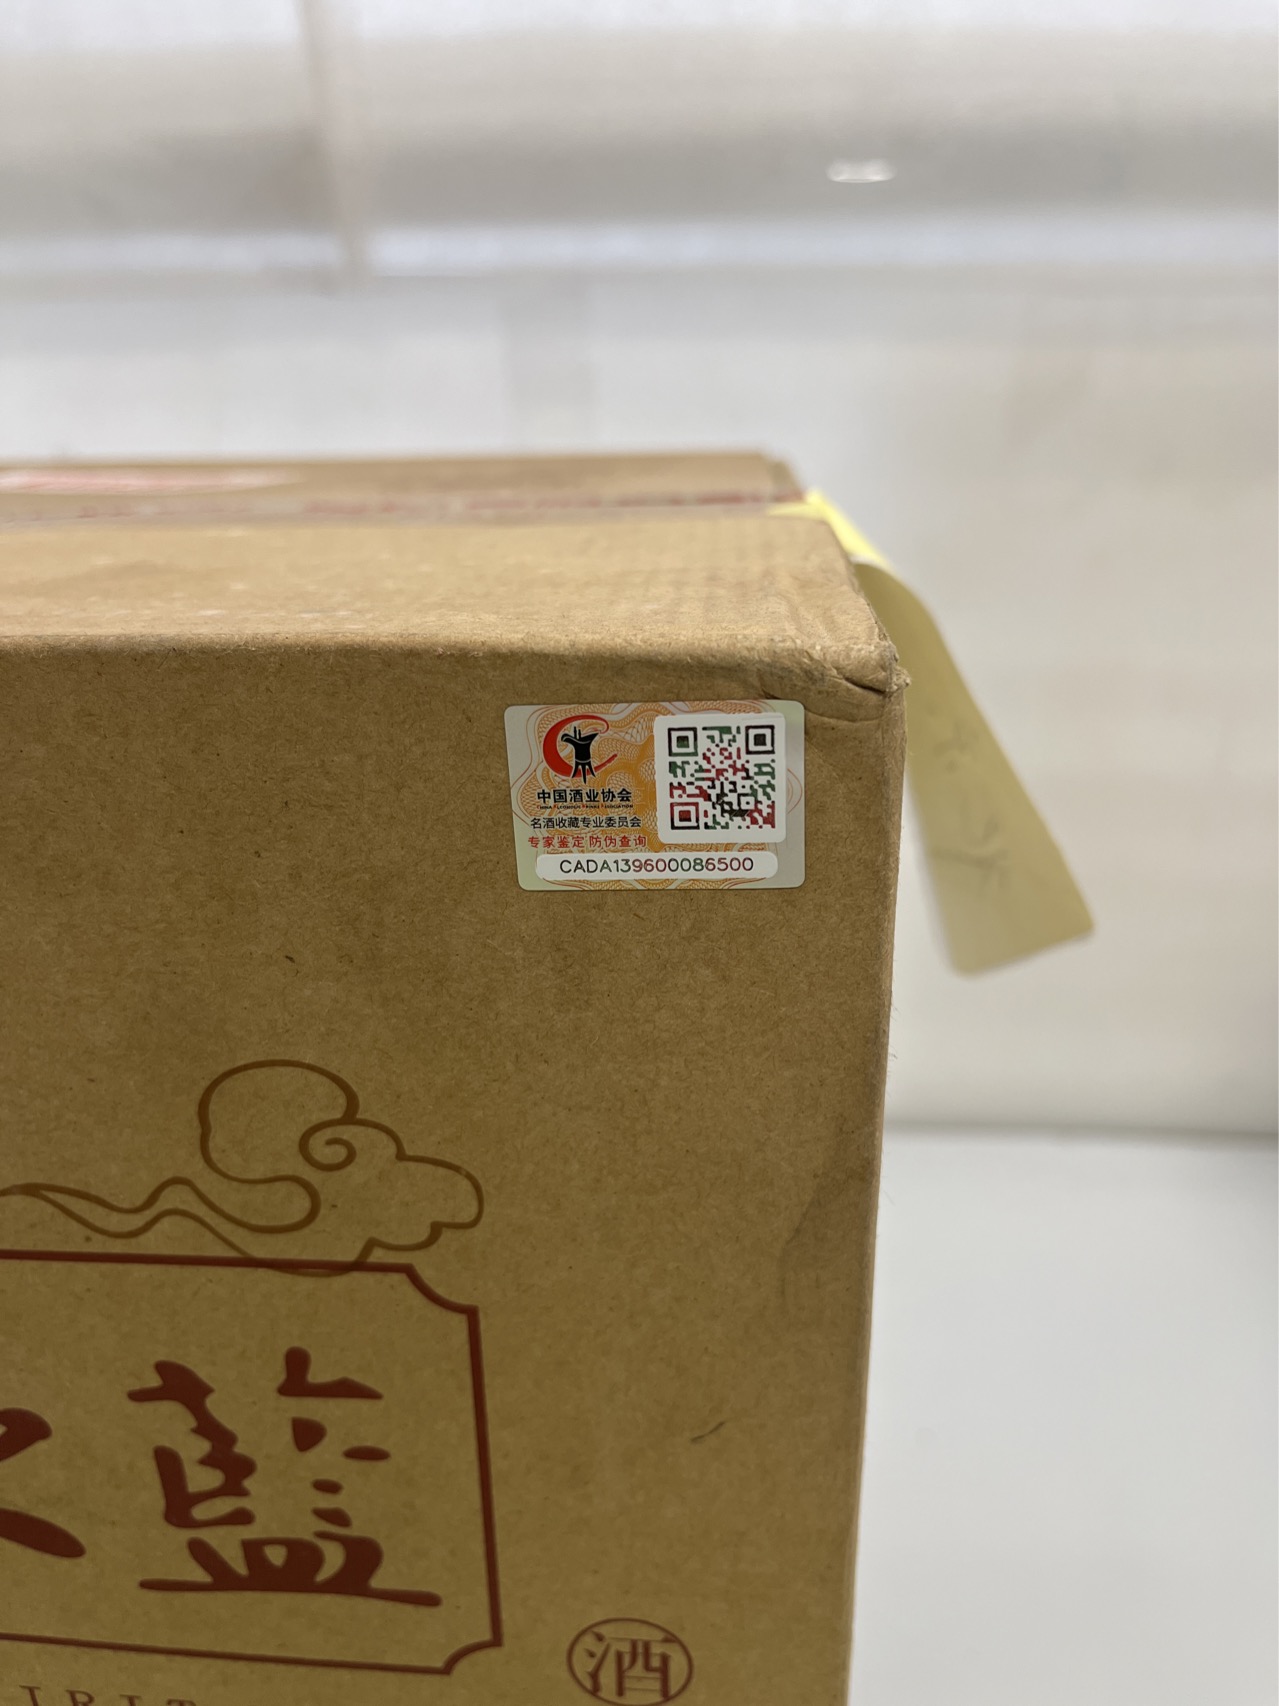 中国酒业协会
名酒收藏专业委员会
专家鉴定 防伪查询
CADA139600086500
藍
酒